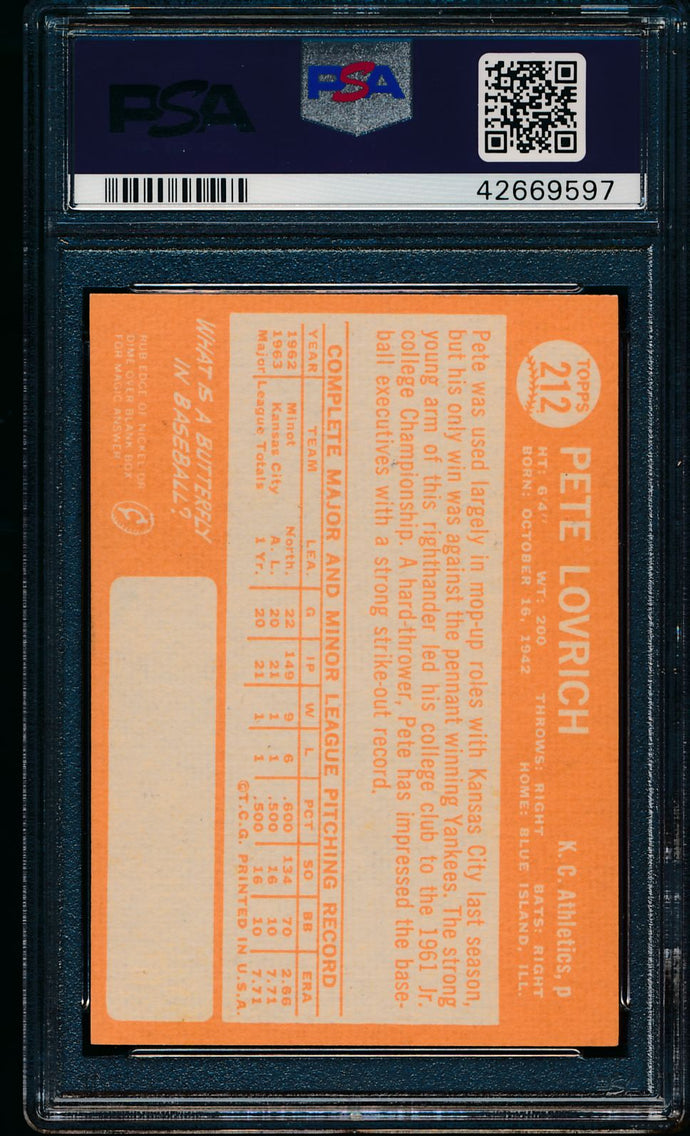 PSA
PSA
42669597
TOPPS
212
PETE LOVRICH
K. C. Athletics, p
HT: 6'4" WT: 200 THROWS: RIGHT BATS: RIGHT
BORN: OCTOBER 16, 1942 HOME: BLUE ISLAND, ILL.
Pete was used largely in mop-up roles with Kansas City last season,
but his only win was against the pennant winning Yankees. The strong
young arm of this righthander led his college club to the 1961 Jr.
college Championship. A hard-thrower, Pete has impressed the base-
ball executives with a strong strike-out record.
COMPLETE MAJOR AND MINOR LEAGUE PITCHING RECORD
YEAR TEAM LEA. G IP W L PCT SO BB ERA
1962 Minot North. 22 149 9 6 .600 134 70 2.66
1963 Kansas City A. L. 20 21 1 1 .500 16 10 7.71
Major League Totals 1 Yr. 20 21 1 1 .500 16 10 7.71
©T.C.G. PRINTED IN U.S.A.
WHAT IS A BUTTERFLY
IN BASEBALL?
RUB EDGE OF NICKEL OR
DIME OVER BLANK BOX
FOR MAGIC ANSWER